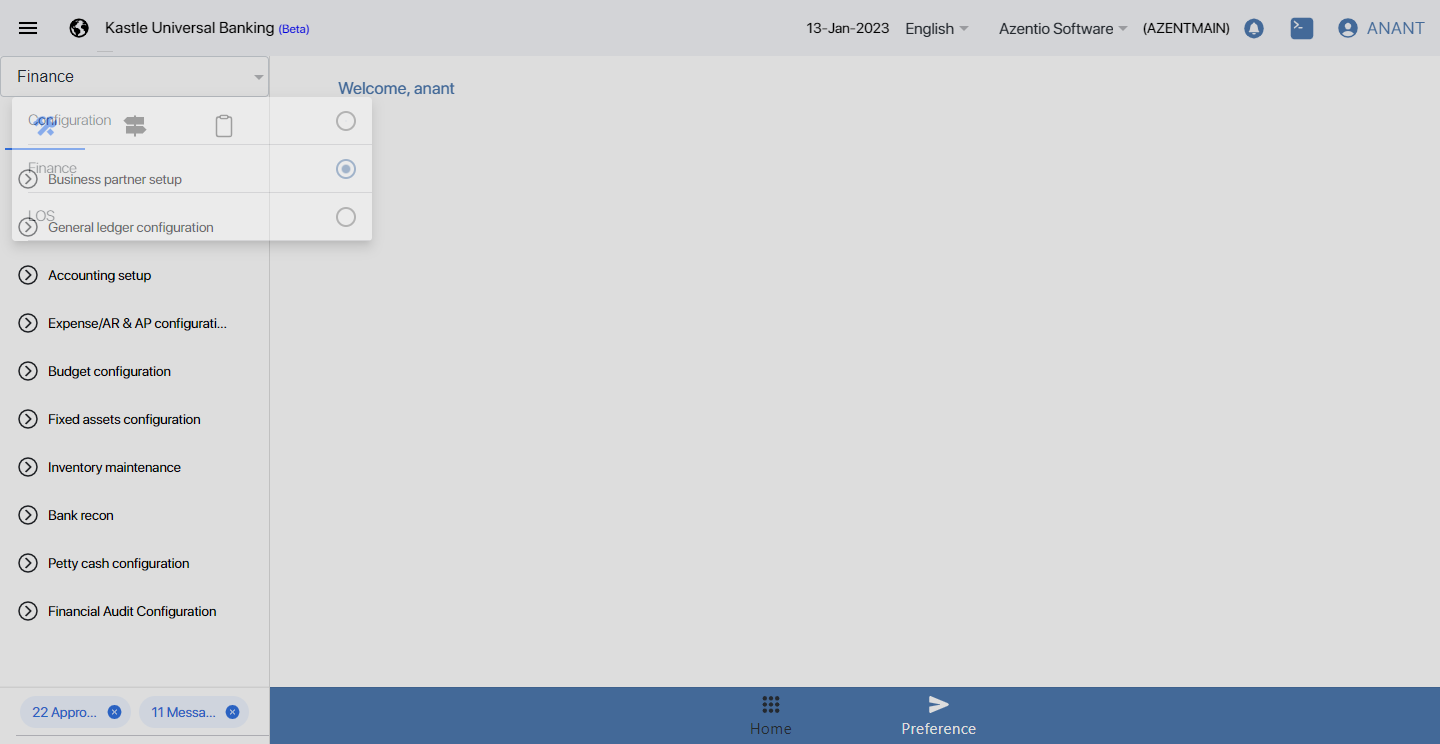 Kastle Universal Banking (Beta)
13-Jan-2023
English
Azentio Software
(AZENTMAIN)
ANANT
Finance
Welcome, anant
Configuration
Finance
Business partner setup
LOS
General ledger configuration
Accounting setup
Expense/AR & AP configurati...
Budget configuration
Fixed assets configuration
Inventory maintenance
Bank recon
Petty cash configuration
Financial Audit Configuration
22 Appro...
11 Messa...
Home
Preference